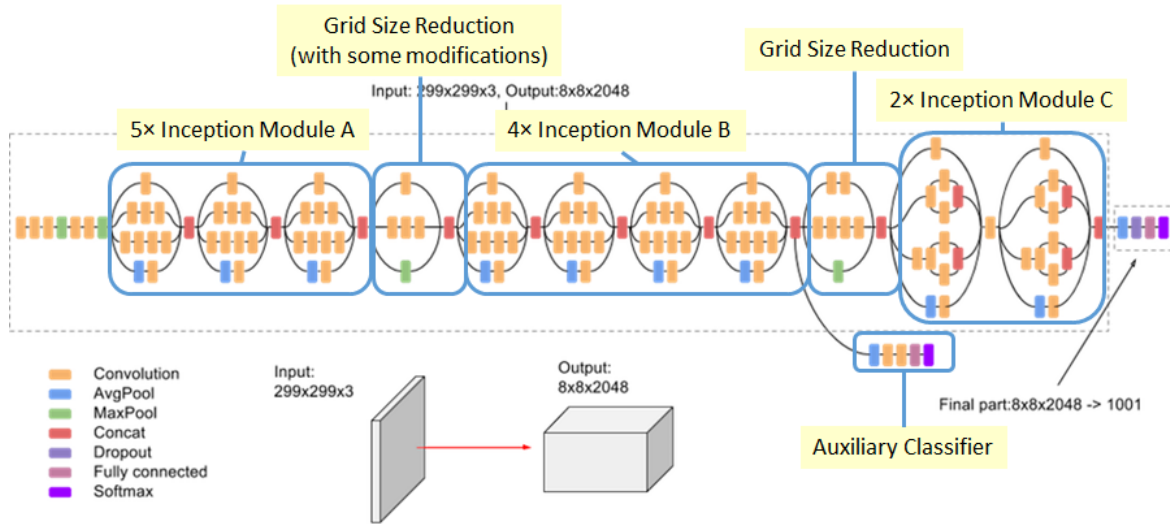 Grid Size Reduction
(with some modifications)
Grid Size Reduction
Input: 299x299x3, Output:8x8x2048
2× Inception Module C
5× Inception Module A
4× Inception Module B
Convolution
AvgPool
MaxPool
Concat
Dropout
Fully connected
Softmax
Input:
299x299x3
Output:
8x8x2048
Final part:8x8x2048 -> 1001
Auxiliary Classifier